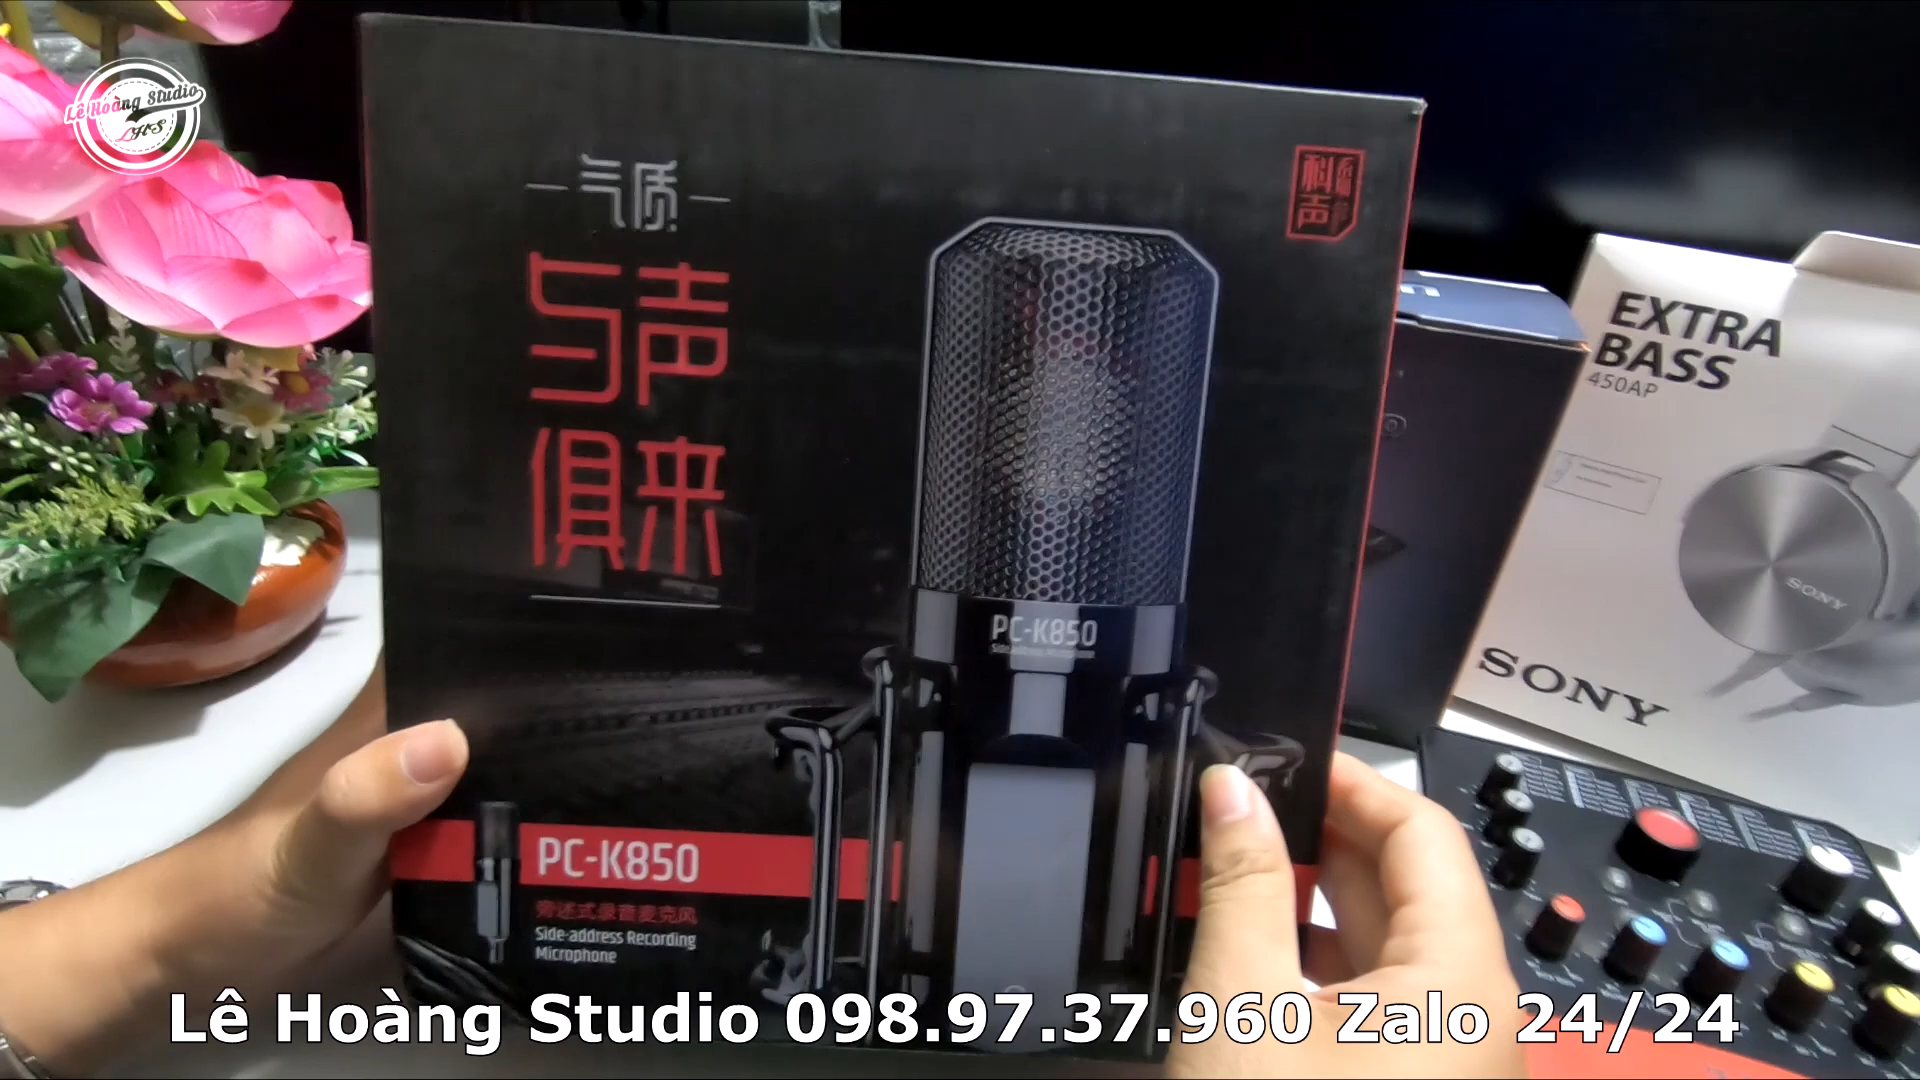 Lê Hoàng Studio
LHS
气质
与声
俱来
科声
PC-K850
PC-K850
旁述式录音麦克风
Side-address Recording
Microphone
EXTRA
BASS
450AP
SONY
SONY
Lê Hoàng Studio 098.97.37.960 Zalo 24/24